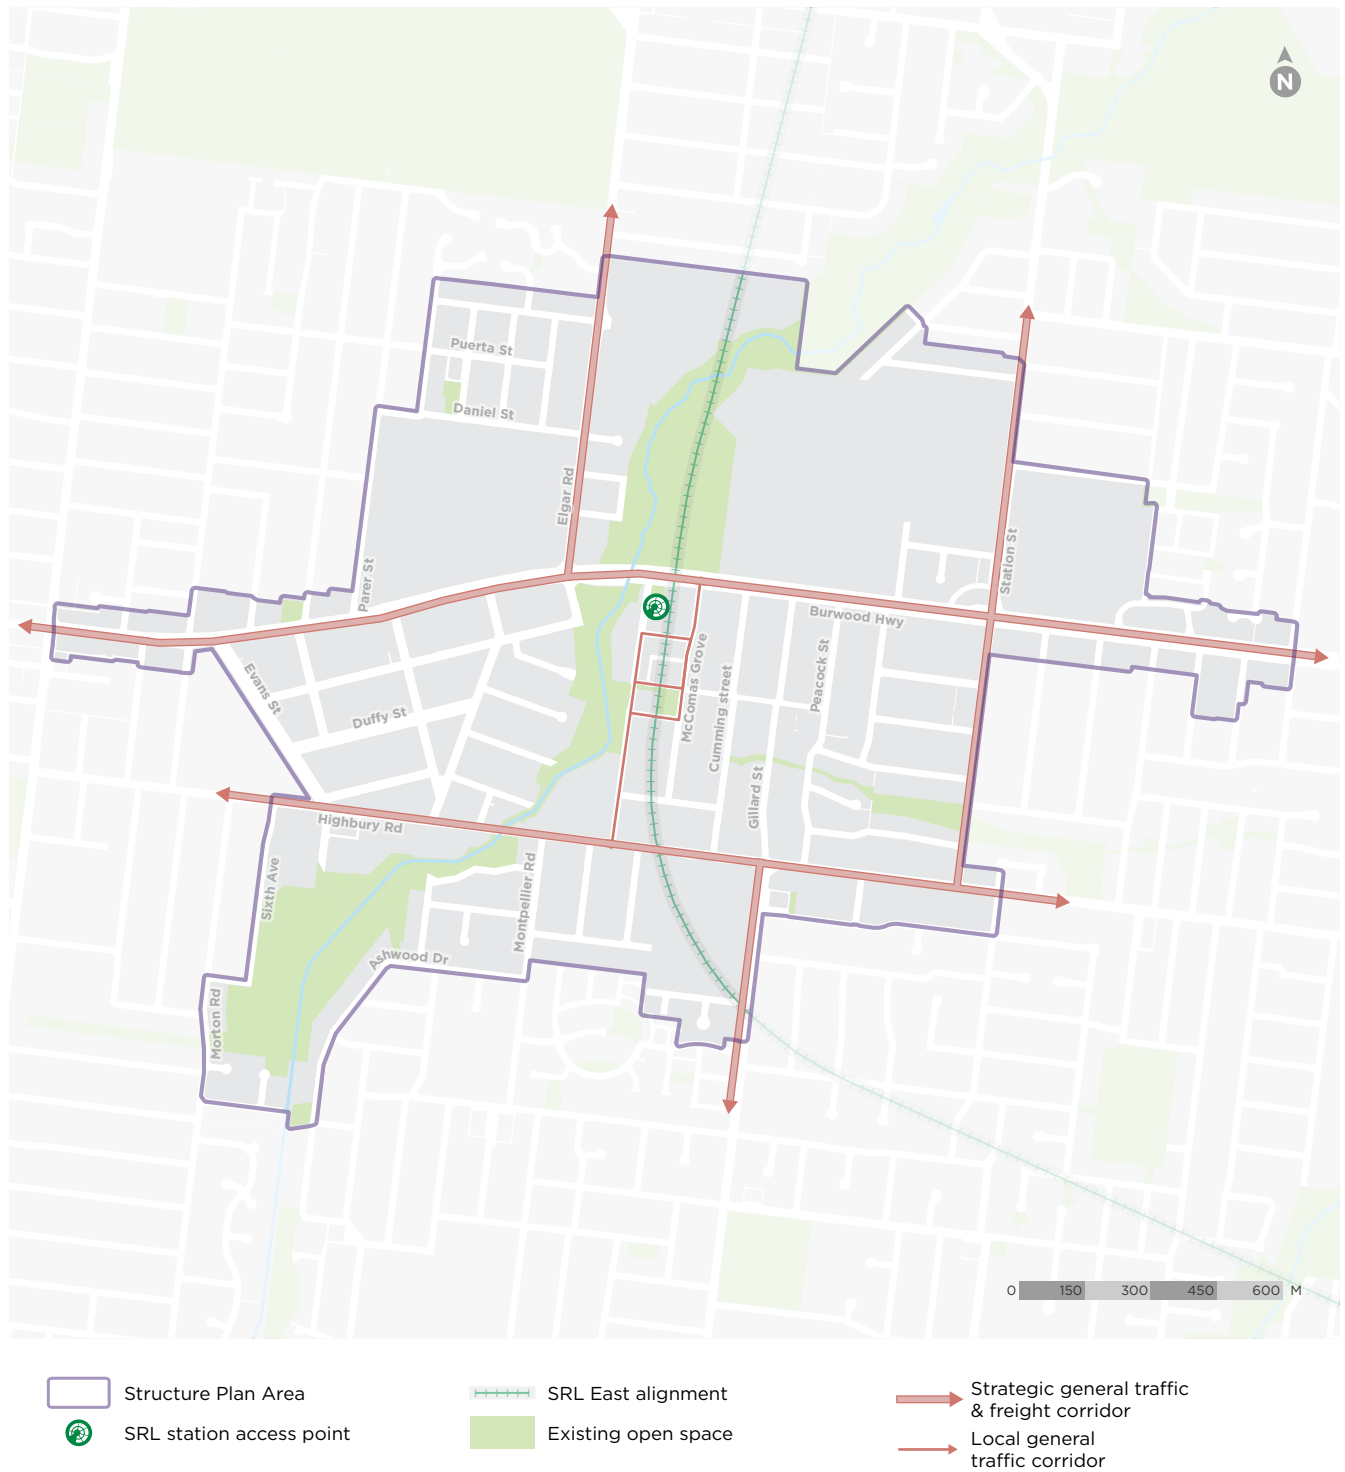 N
Puerta St
Daniel St
Elgar Rd
Station St
Parer St
Burwood Hwy
Evans St
Duffy St
McComas Grove
Cumming street
Peacock St
Gillard St
Highbury Rd
Sixth Ave
Montpellier Rd
Ashwood Dr
Morton Rd
0 150 300 450 600 M
Structure Plan Area
SRL East alignment
Strategic general traffic
& freight corridor
SRL station access point
Existing open space
Local general
traffic corridor